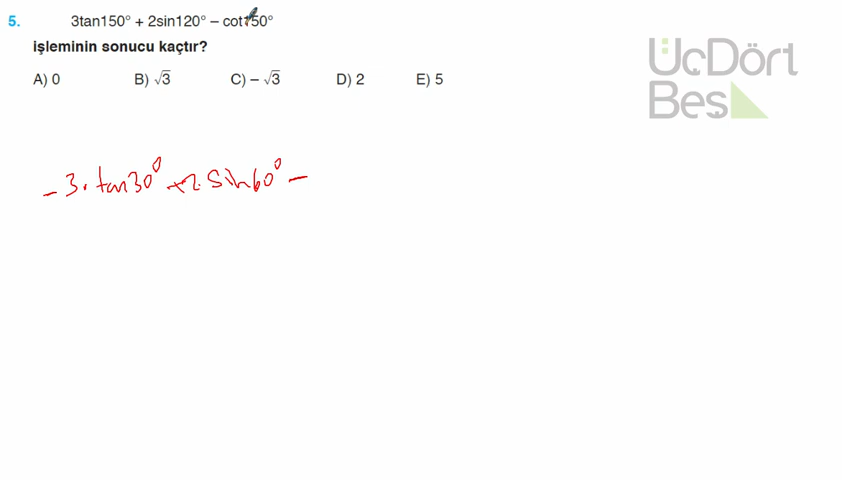 5. 3tan150° + 2sin120° – cot150°
işleminin sonucu kaçtır?
A) 0 B) √3 C) – √3 D) 2 E) 5
ÜçDört
Beş
– 3 . tan30° + 2. Sin60° –